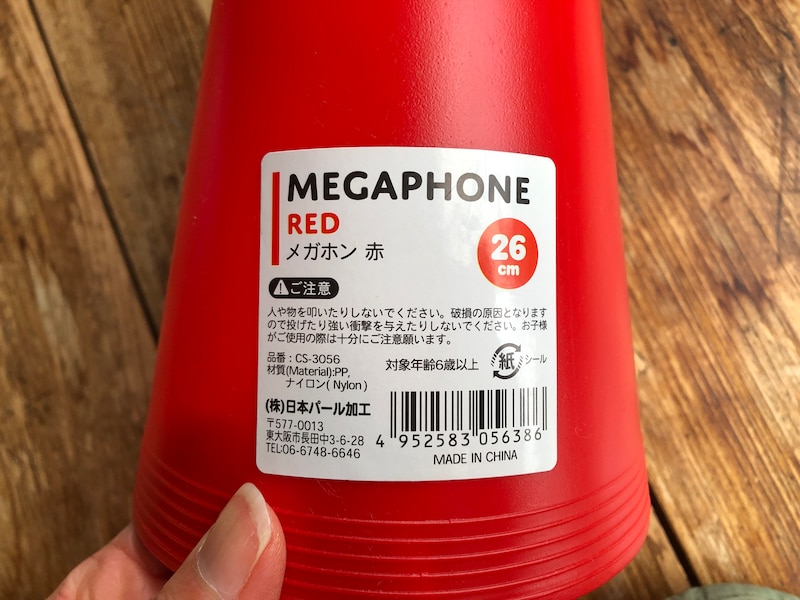 MEGAPHONE
RED
メガホン 赤
26
cm
ご注意
人や物を叩いたりしないでください。破損の原因となります
ので投げたり強い衝撃を与えたりしないでください。お子様
がご使用の際は十分にご注意願います。
品番：CS-3056
材質(Material):PP,
ナイロン( Nylon )
対象年齢6歳以上
紙
シール
(株)日本パール加工
〒577-0013
東大阪市長田中3-6-28
TEL:06-6748-6646
4 952583 056386
MADE IN CHINA